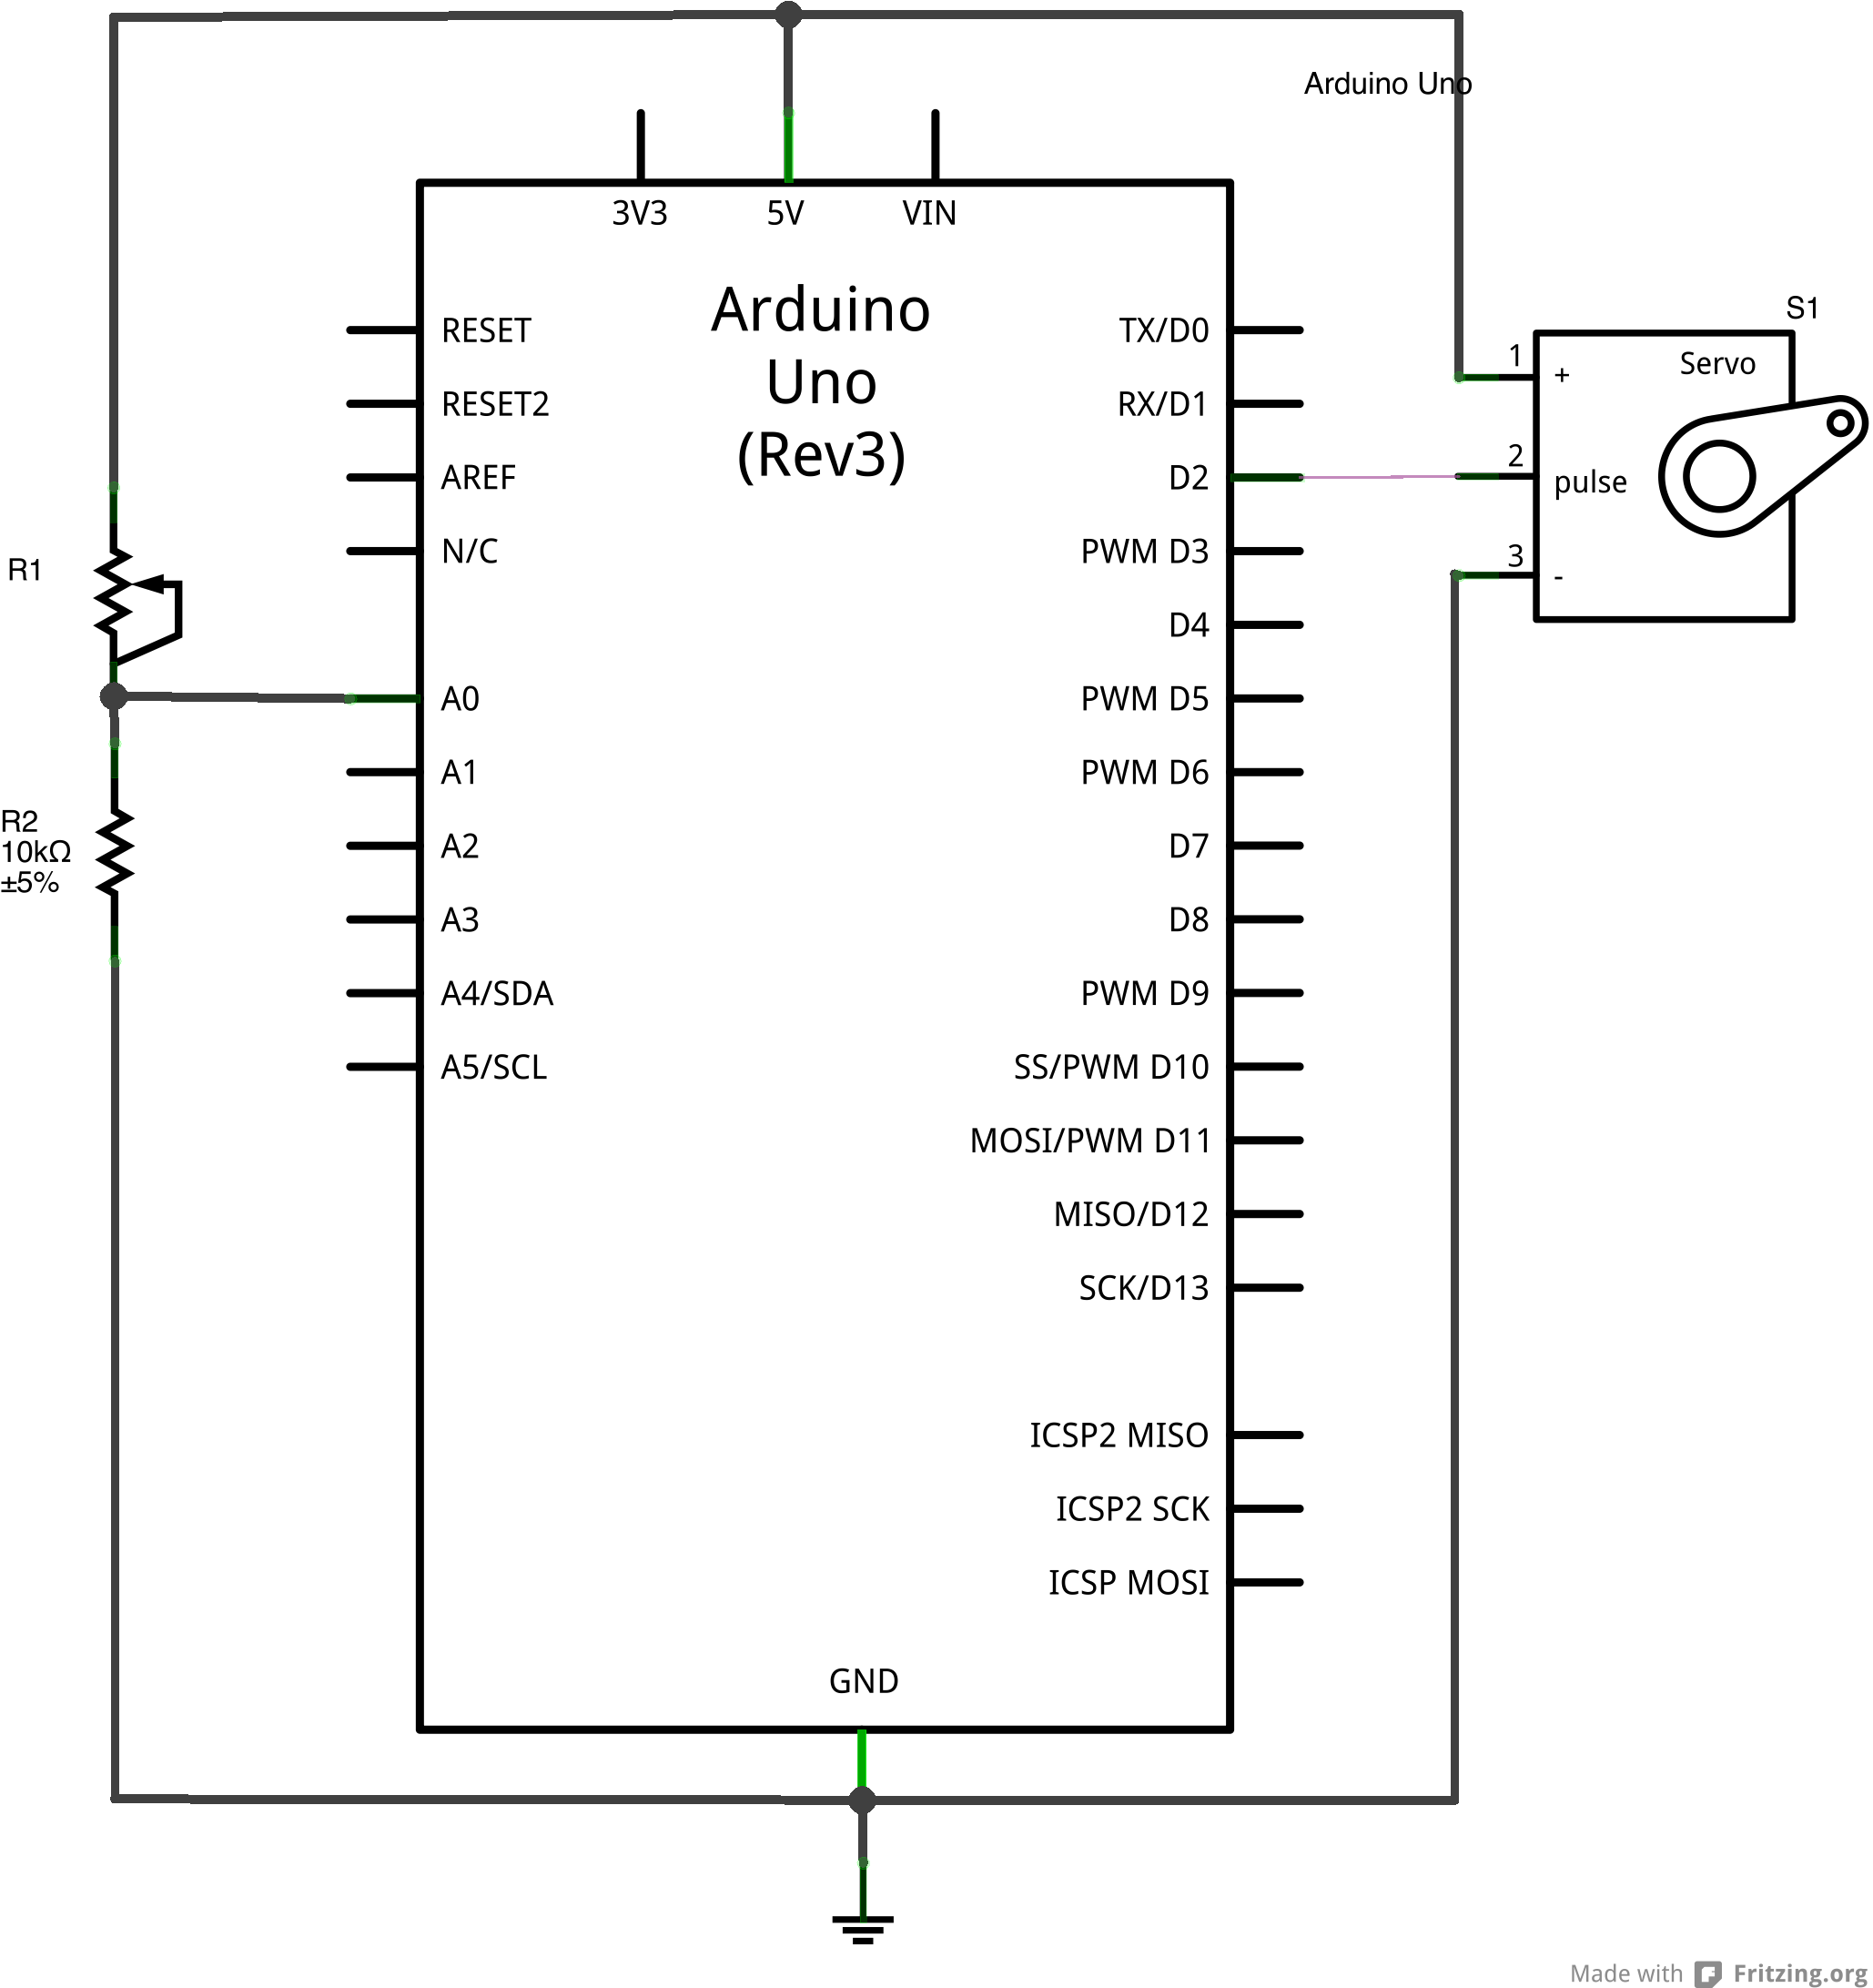 Arduino Uno
3V3 5V VIN
Arduino
Uno
(Rev3)
RESET
RESET2
AREF
N/C
A0
A1
A2
A3
A4/SDA
A5/SCL
TX/D0
RX/D1
D2
PWM D3
D4
PWM D5
PWM D6
D7
D8
PWM D9
SS/PWM D10
MOSI/PWM D11
MISO/D12
SCK/D13
ICSP2 MISO
ICSP2 SCK
ICSP MOSI
GND
R1
R2
10kΩ
±5%
S1
Servo
1 +
2 pulse
3 -
Made with Fritzing.org